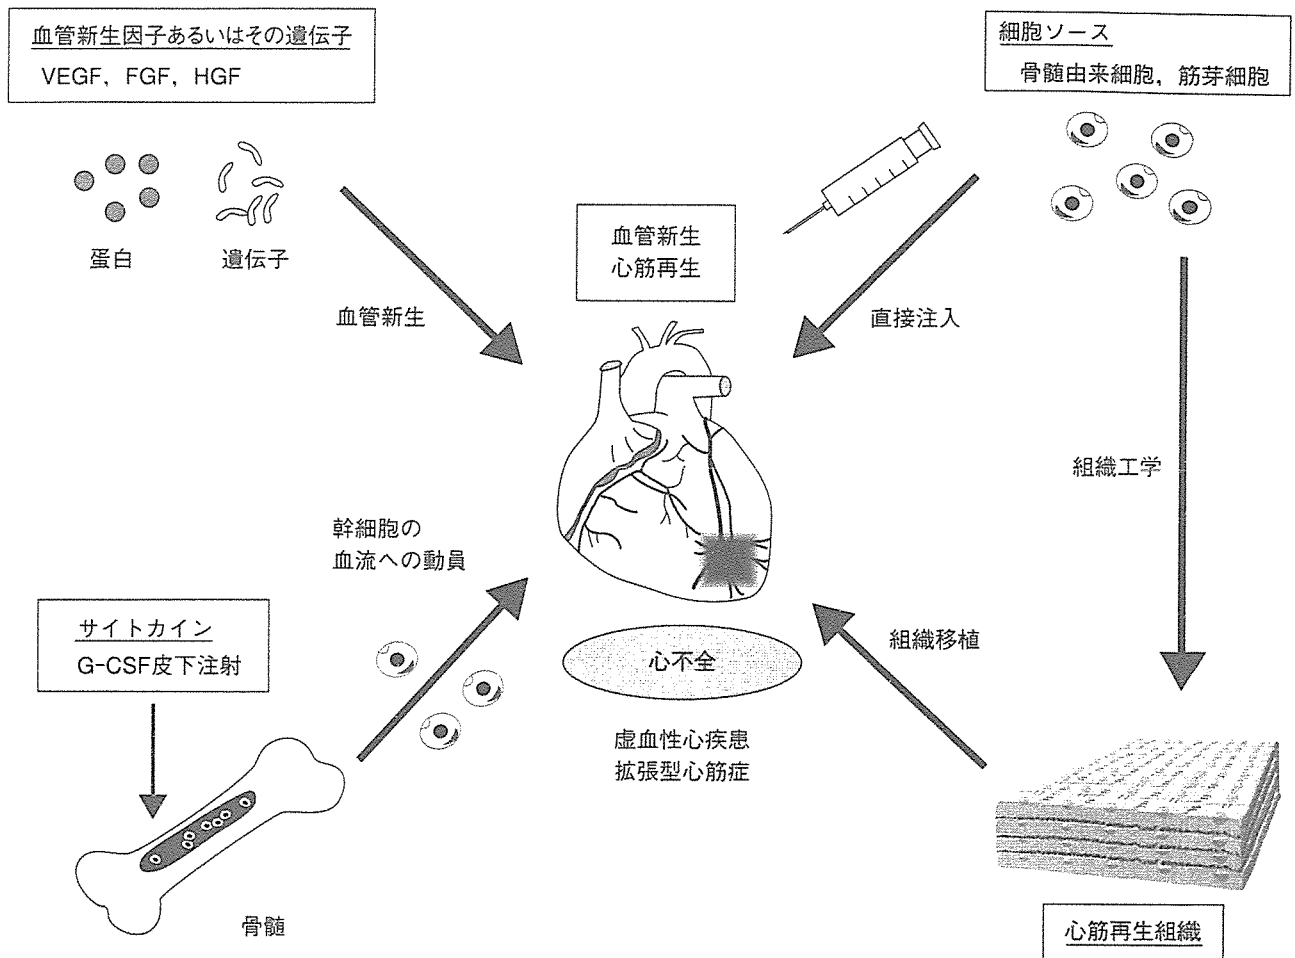 血管新生因子あるいはその遺伝子
VEGF, FGF, HGF
蛋白
遺伝子
血管新生
細胞ソース
骨髄由来細胞, 筋芽細胞
血管新生
心筋再生
直接注入
組織工学
幹細胞の
血流への動員
サイトカイン
G-CSF皮下注射
骨髄
心不全
虚血性心疾患
拡張型心筋症
組織移植
心筋再生組織